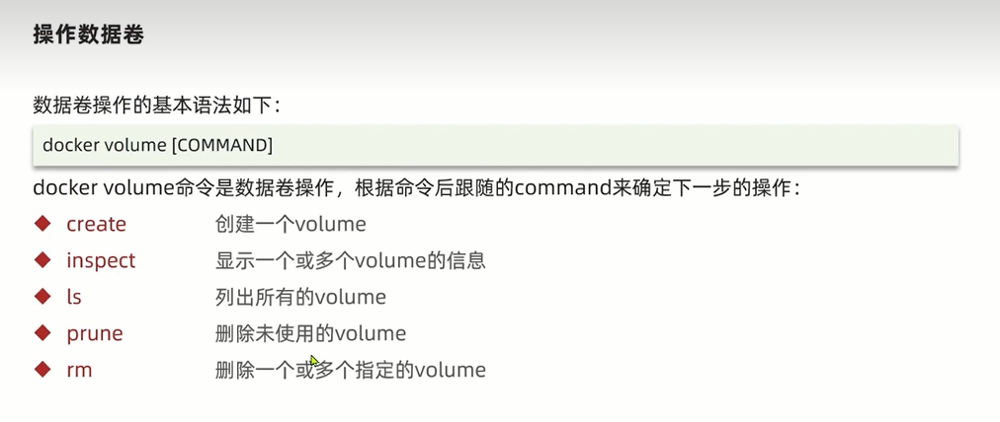 操作数据卷
数据卷操作的基本语法如下：
docker volume [COMMAND]
docker volume命令是数据卷操作，根据命令后跟随的command来确定下一步的操作：
create 创建一个volume
inspect 显示一个或多个volume的信息
ls 列出所有的volume
prune 删除未使用的volume
rm 删除一个或多个指定的volume